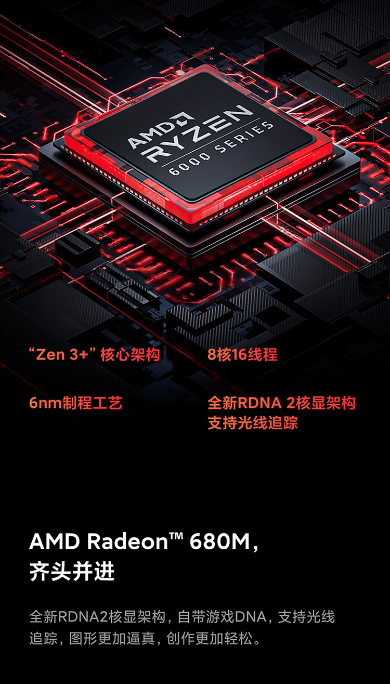 AMD
RYZEN
6000 SERIES
“Zen 3+” 核心架构
8核16线程
6nm制程工艺
全新RDNA 2核显架构
支持光线追踪
AMD Radeon™ 680M，
齐头并进
全新RDNA2核显架构，自带游戏DNA，支持光线
追踪，图形更加逼真，创作更加轻松。